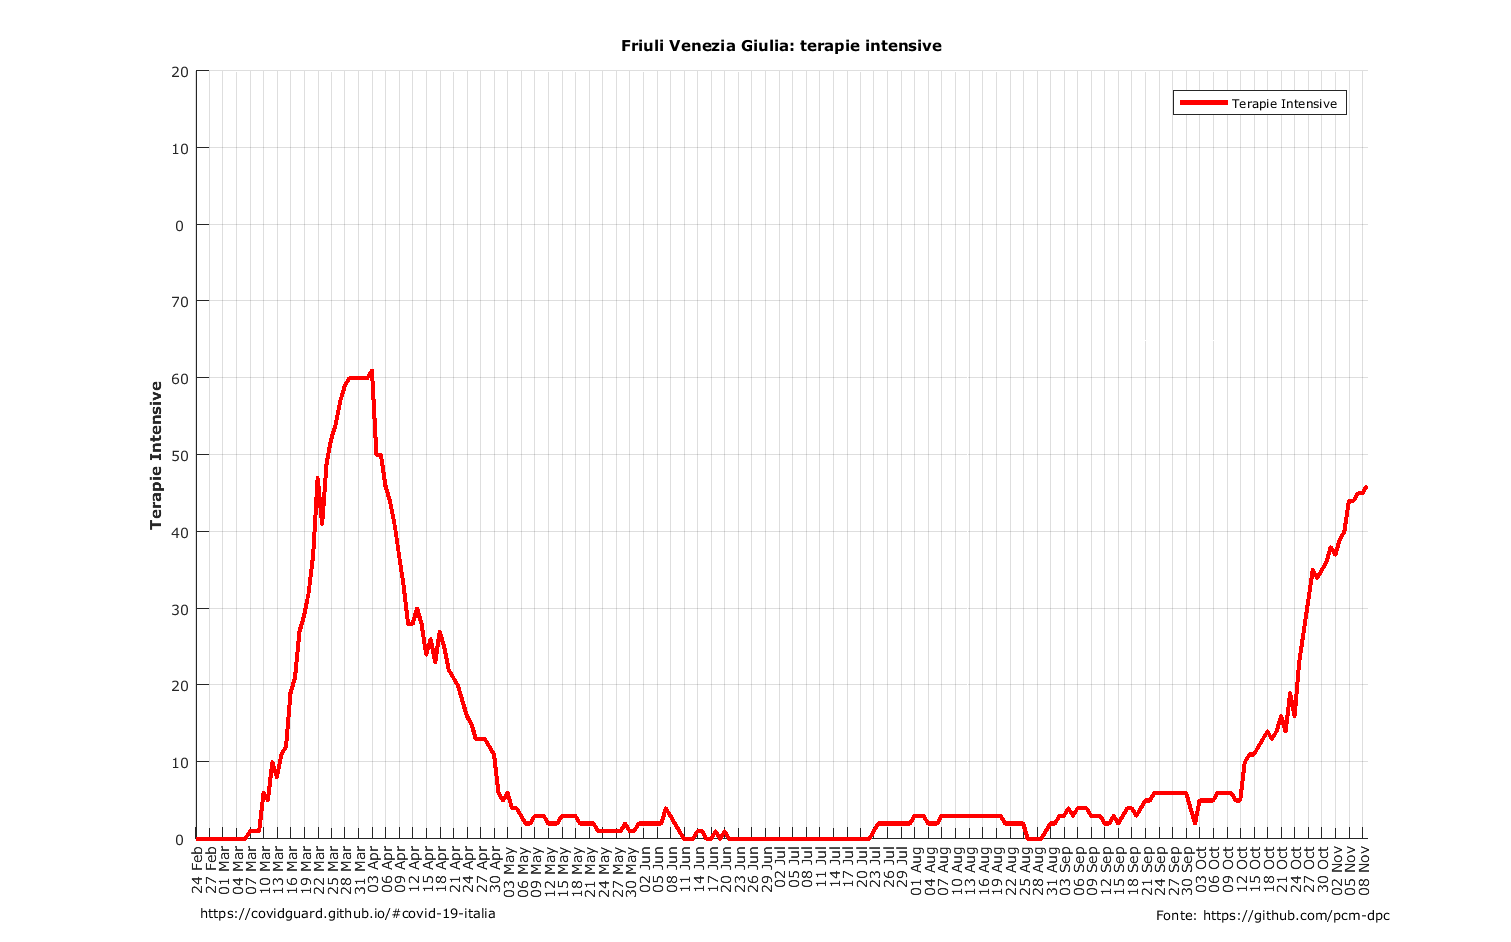 Friuli Venezia Giulia: terapie intensive
Terapie Intensive
20
10
0
70
60
50
40
30
20
10
0
Terapie Intensive
24 Feb
27 Feb
01 Mar
04 Mar
07 Mar
10 Mar
13 Mar
16 Mar
19 Mar
22 Mar
25 Mar
28 Mar
31 Mar
03 Apr
06 Apr
09 Apr
12 Apr
15 Apr
18 Apr
21 Apr
24 Apr
27 Apr
30 Apr
03 May
06 May
09 May
12 May
15 May
18 May
21 May
24 May
27 May
30 May
02 Jun
05 Jun
08 Jun
11 Jun
14 Jun
17 Jun
20 Jun
23 Jun
26 Jun
29 Jun
02 Jul
05 Jul
08 Jul
11 Jul
14 Jul
17 Jul
20 Jul
23 Jul
26 Jul
29 Jul
01 Aug
04 Aug
07 Aug
10 Aug
13 Aug
16 Aug
19 Aug
22 Aug
25 Aug
28 Aug
31 Aug
03 Sep
06 Sep
09 Sep
12 Sep
15 Sep
18 Sep
21 Sep
24 Sep
27 Sep
30 Sep
03 Oct
06 Oct
09 Oct
12 Oct
15 Oct
18 Oct
21 Oct
24 Oct
27 Oct
30 Oct
02 Nov
05 Nov
08 Nov
https://covidguard.github.io/#covid-19-italia
Fonte: https://github.com/pcm-dpc